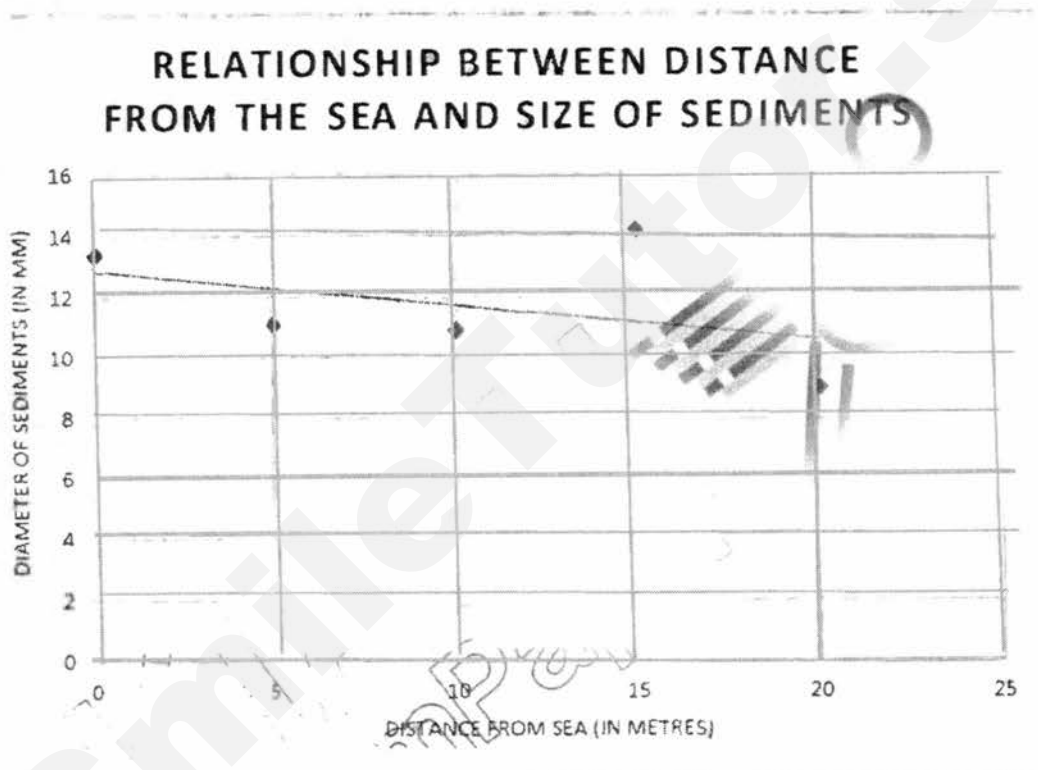 RELATIONSHIP BETWEEN DISTANCE
FROM THE SEA AND SIZE OF SEDIMENTS
16
14
12
10
8
6
4
2
0
DIAMETER OF SEDIMENTS (IN MM)
0 5 10 15 20 25
DISTANCE FROM SEA (IN METRES)
SmileTutor.s